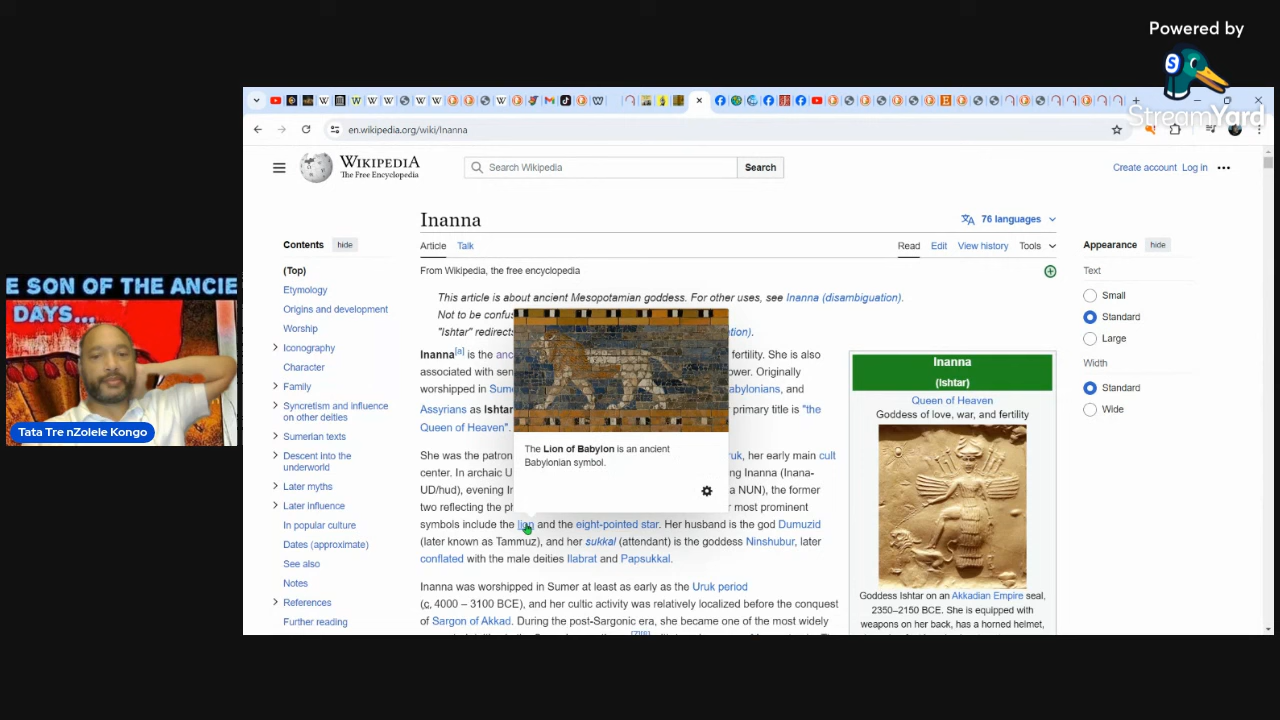 Powered by
StreamYard
en.wikipedia.org/wiki/Inanna
WIKIPEDIA
The Free Encyclopedia
Search Wikipedia
Search
Create account Log in
Inanna
76 languages
Article Talk
Read Edit View history Tools
From Wikipedia, the free encyclopedia
This article is about ancient Mesopotamian goddess. For other uses, see Inanna (disambiguation).
Not to be confu
"Ishtar" redirects tion).
Inanna[a] is the anc fertility. She is also
associated with sen ower. Originally
worshipped in Sume abylonians, and
Assyrians as Ishtar r primary title is "the
Queen of Heaven".
The Lion of Babylon is an ancient
Babylonian symbol.
She was the patron ruk, her early main cult
center. In archaic U ng Inanna (Inana-
UD/hud), evening In a NUN), the former
two reflecting the ph r most prominent
symbols include the lion and the eight-pointed star. Her husband is the god Dumuzid
(later known as Tammuz), and her sukkal (attendant) is the goddess Ninshubur, later
conflated with the male deities Ilabrat and Papsukkal.
Inanna was worshipped in Sumer at least as early as the Uruk period
(c. 4000 – 3100 BCE), and her cultic activity was relatively localized before the conquest
of Sargon of Akkad. During the post-Sargonic era, she became one of the most widely
Contents hide
(Top)
Etymology
Origins and development
Worship
Iconography
Character
Family
Syncretism and influence
on other deities
Sumerian texts
Descent into the
underworld
Later myths
Later influence
In popular culture
Dates (approximate)
See also
Notes
References
Further reading
Inanna
(Ishtar)
Queen of Heaven
Goddess of love, war, and fertility
Goddess Ishtar on an Akkadian Empire seal,
2350–2150 BCE. She is equipped with
weapons on her back, has a horned helmet,
Appearance hide
Text
Small
Standard
Large
Width
Standard
Wide
E SON OF THE ANCIE
DAYS...
Tata Tre nZolele Kongo